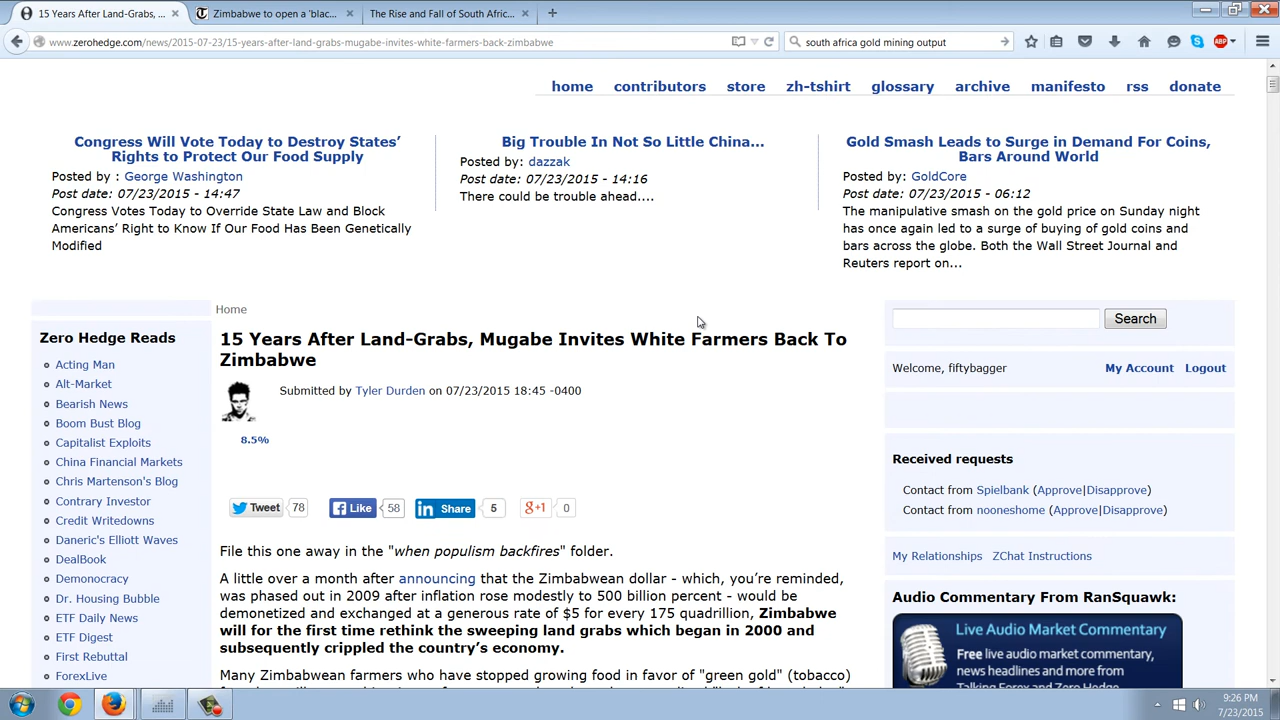 15 Years After Land-Grabs, ...
Zimbabwe to open a 'blac...
The Rise and Fall of South Afric...
www.zerohedge.com/news/2015-07-23/15-years-after-land-grabs-mugabe-invites-white-farmers-back-zimbabwe
south africa gold mining output
ABP
home contributors store zh-tshirt glossary archive manifesto rss donate
Congress Will Vote Today to Destroy States'
Rights to Protect Our Food Supply
Posted by : George Washington
Post date: 07/23/2015 - 14:47
Congress Votes Today to Override State Law and Block
Americans' Right to Know If Our Food Has Been Genetically
Modified
Big Trouble In Not So Little China...
Posted by: dazzak
Post date: 07/23/2015 - 14:16
There could be trouble ahead....
Gold Smash Leads to Surge in Demand For Coins,
Bars Around World
Posted by: GoldCore
Post date: 07/23/2015 - 06:12
The manipulative smash on the gold price on Sunday night
has once again led to a surge of buying of gold coins and
bars across the globe. Both the Wall Street Journal and
Reuters report on...
Zero Hedge Reads
Acting Man
Alt-Market
Bearish News
Boom Bust Blog
Capitalist Exploits
China Financial Markets
Chris Martenson's Blog
Contrary Investor
Credit Writedowns
Daneric's Elliott Waves
DealBook
Demonocracy
Dr. Housing Bubble
ETF Daily News
ETF Digest
First Rebuttal
ForexLive
Home
15 Years After Land-Grabs, Mugabe Invites White Farmers Back To
Zimbabwe
Submitted by Tyler Durden on 07/23/2015 18:45 -0400
8.5%
Tweet 78 Like 58 in Share 5 g+1 0
File this one away in the "when populism backfires" folder.
A little over a month after announcing that the Zimbabwean dollar - which, you're reminded,
was phased out in 2009 after inflation rose modestly to 500 billion percent - would be
demonetized and exchanged at a generous rate of $5 for every 175 quadrillion, Zimbabwe
will for the first time rethink the sweeping land grabs which began in 2000 and
subsequently crippled the country's economy.
Many Zimbabwean farmers who have stopped growing food in favor of "green gold" (tobacco)
Search
Welcome, fiftybagger My Account Logout
Received requests
Contact from Spielbank (Approve|Disapprove)
Contact from nooneshome (Approve|Disapprove)
My Relationships ZChat Instructions
Audio Commentary From RanSquawk:
Live Audio Market Commentary
Free live audio market commentary,
news headlines and more from
Talking Forex and Zero Hedge
9:26 PM
7/23/2015